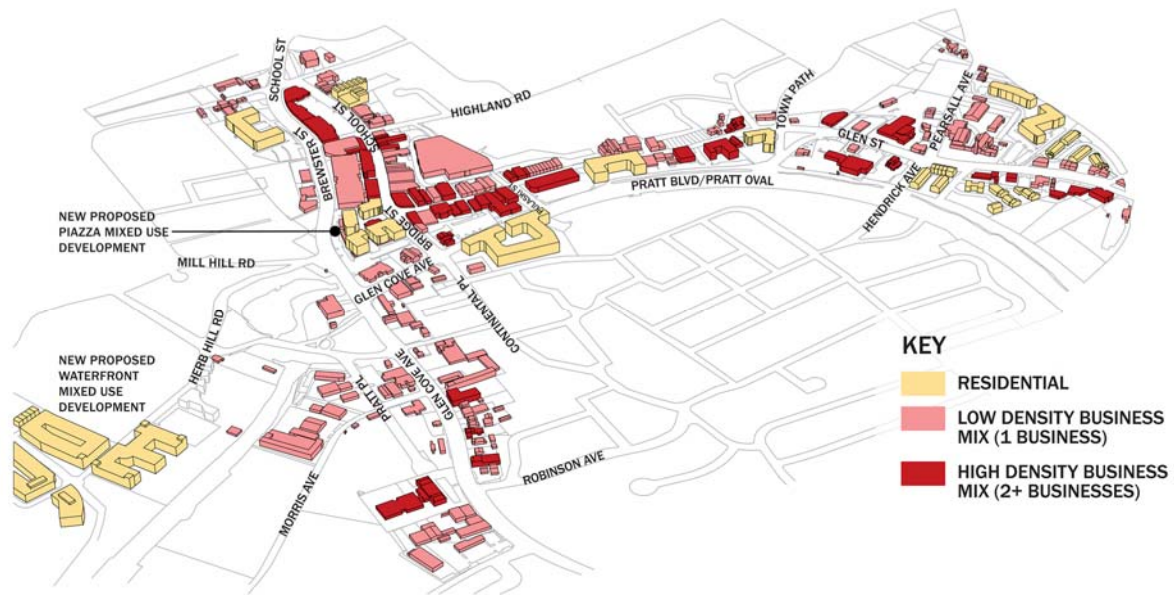 SCHOOL ST
SCHOOL ST
HIGHLAND RD
BREWSTER ST
TOWN PATH
GLEN ST
PEARSALL AVE
PRATT BLVD/PRATT OVAL
HENDRICK AVE
BRIDGE ST
PULASKI ST
NEW PROPOSED
PIAZZA MIXED USE
DEVELOPMENT
MILL HILL RD
GLEN COVE AVE
CONTINENTAL PL
HERB HILL RD
NEW PROPOSED
WATERFRONT
MIXED USE
DEVELOPMENT
PRATT PL
GLEN COVE AVE
ROBINSON AVE
MORRIS AVE
KEY
RESIDENTIAL
LOW DENSITY BUSINESS
MIX (1 BUSINESS)
HIGH DENSITY BUSINESS
MIX (2+ BUSINESSES)